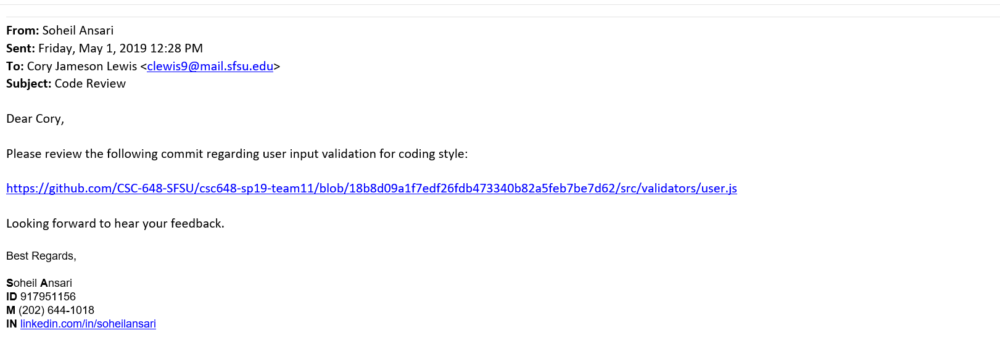 From: Soheil Ansari
Sent: Friday, May 1, 2019 12:28 PM
To: Cory Jameson Lewis <clewis9@mail.sfsu.edu>
Subject: Code Review
Dear Cory,
Please review the following commit regarding user input validation for coding style:
https://github.com/CSC-648-SFSU/csc648-sp19-team11/blob/18b8d09a1f7edf26fdb473340b82a5feb7be7d62/src/validators/user.js
Looking forward to hear your feedback.
Best Regards,
Soheil Ansari
ID 917951156
M (202) 644-1018
IN linkedin.com/in/soheilansari